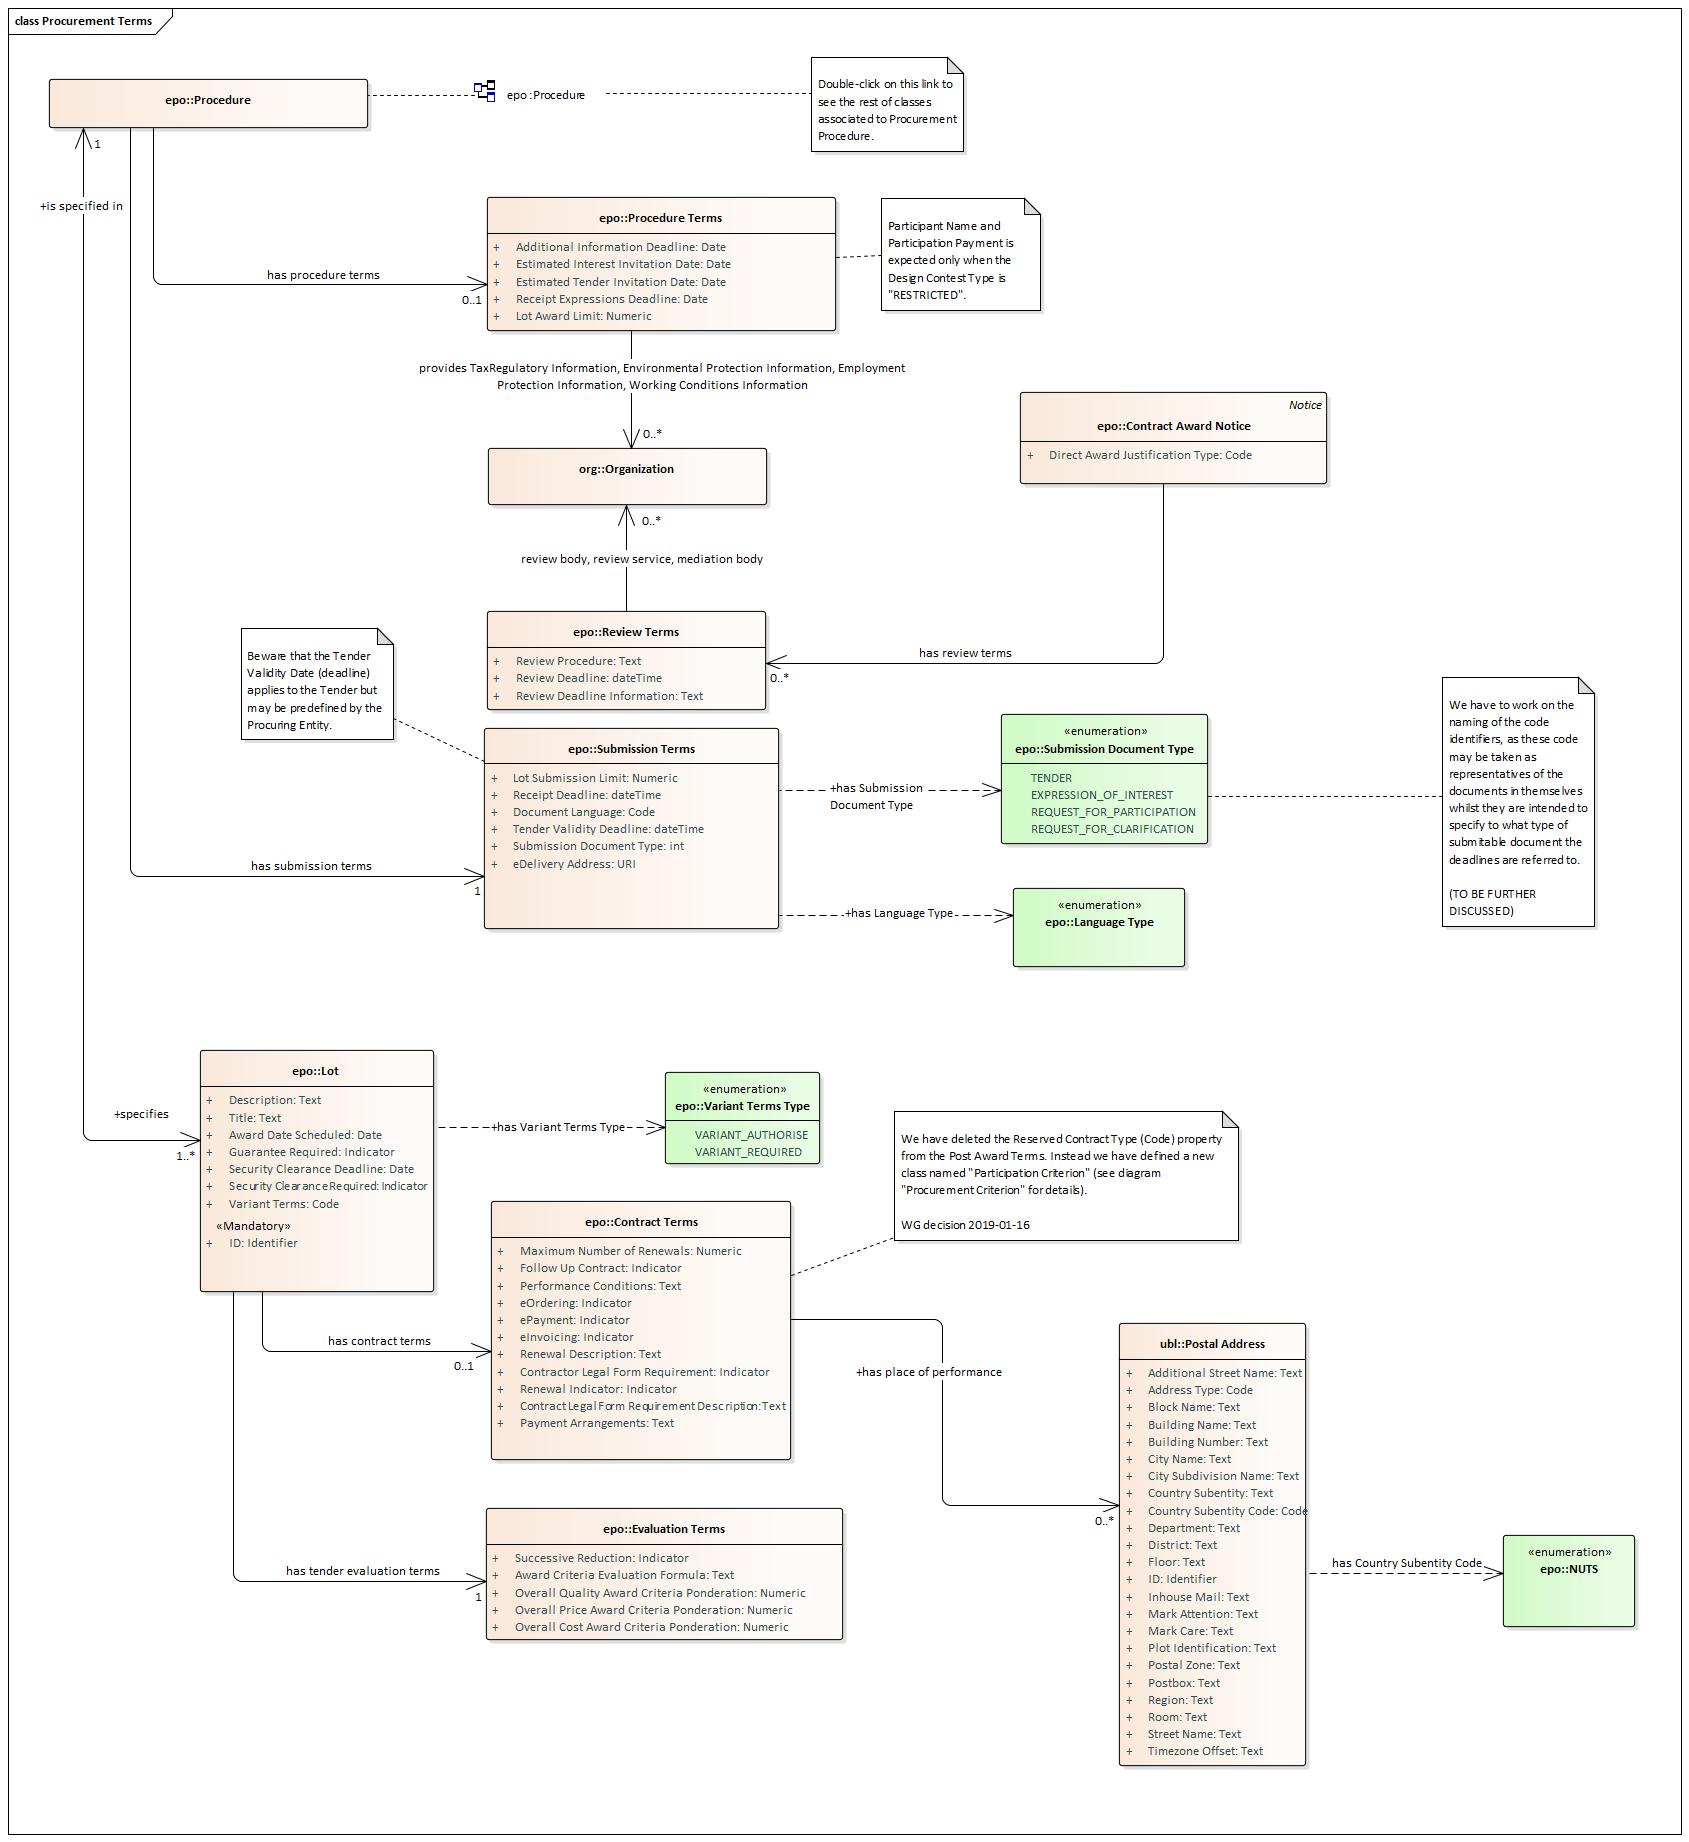 class Procurement Terms
epo::Procedure
epo :Procedure
Double-click on this link to
see the rest of classes
associated to Procurement
Procedure.
1
+is specified in
has procedure terms
0..1
epo::Procedure Terms
+ Additional Information Deadline: Date
+ Estimated Interest Invitation Date: Date
+ Estimated Tender Invitation Date: Date
+ Receipt Expressions Deadline: Date
+ Lot Award Limit: Numeric
Participant Name and
Participation Payment is
expected only when the
Design Contest Type is
"RESTRICTED".
provides TaxRegulatory Information, Environmental Protection Information, Employment
Protection Information, Working Conditions Information
0..*
org::Organization
0..*
review body, review service, mediation body
Notice
epo::Contract Award Notice
+ Direct Award Justification Type: Code
has review terms
0..*
epo::Review Terms
+ Review Procedure: Text
+ Review Deadline: dateTime
+ Review Deadline Information: Text
Beware that the Tender
Validity Date (deadline)
applies to the Tender but
may be predefined by the
Procuring Entity.
epo::Submission Terms
+ Lot Submission Limit: Numeric
+ Receipt Deadline: dateTime
+ Document Language: Code
+ Tender Validity Deadline: dateTime
+ Submission Document Type: int
+ eDelivery Address: URI
has submission terms
1
+has Submission
Document Type
«enumeration»
epo::Submission Document Type
TENDER
EXPRESSION_OF_INTEREST
REQUEST_FOR_PARTICIPATION
REQUEST_FOR_CLARIFICATION
We have to work on the
naming of the code
identifiers, as these code
may be taken as
representatives of the
documents in themselves
whilst they are intended to
specify to what type of
submitable document the
deadlines are referred to.
(TO BE FURTHER
DISCUSSED)
+has Language Type
«enumeration»
epo::Language Type
+specifies
1..*
epo::Lot
+ Description: Text
+ Title: Text
+ Award Date Scheduled: Date
+ Guarantee Required: Indicator
+ Security Clearance Deadline: Date
+ Security Clearance Required: Indicator
+ Variant Terms: Code
«Mandatory»
+ ID: Identifier
+has Variant Terms Type
«enumeration»
epo::Variant Terms Type
VARIANT_AUTHORISE
VARIANT_REQUIRED
We have deleted the Reserved Contract Type (Code) property
from the Post Award Terms. Instead we have defined a new
class named "Participation Criterion" (see diagram
"Procurement Criterion" for details).
WG decision 2019-01-16
epo::Contract Terms
+ Maximum Number of Renewals: Numeric
+ Follow Up Contract: Indicator
+ Performance Conditions: Text
+ eOrdering: Indicator
+ ePayment: Indicator
+ eInvoicing: Indicator
+ Renewal Description: Text
+ Contractor Legal Form Requirement: Indicator
+ Renewal Indicator: Indicator
+ Contract Legal Form Requirement Description: Text
+ Payment Arrangements: Text
has contract terms
0..1
+has place of performance
0..*
ubl::Postal Address
+ Additional Street Name: Text
+ Address Type: Code
+ Block Name: Text
+ Building Name: Text
+ Building Number: Text
+ City Name: Text
+ City Subdivision Name: Text
+ Country Subentity: Text
+ Country Subentity Code: Code
+ Department: Text
+ District: Text
+ Floor: Text
+ ID: Identifier
+ Inhouse Mail: Text
+ Mark Attention: Text
+ Mark Care: Text
+ Plot Identification: Text
+ Postal Zone: Text
+ Postbox: Text
+ Region: Text
+ Room: Text
+ Street Name: Text
+ Timezone Offset: Text
has Country Subentity Code
«enumeration»
epo::NUTS
has tender evaluation terms
1
epo::Evaluation Terms
+ Successive Reduction: Indicator
+ Award Criteria Evaluation Formula: Text
+ Overall Quality Award Criteria Ponderation: Numeric
+ Overall Price Award Criteria Ponderation: Numeric
+ Overall Cost Award Criteria Ponderation: Numeric